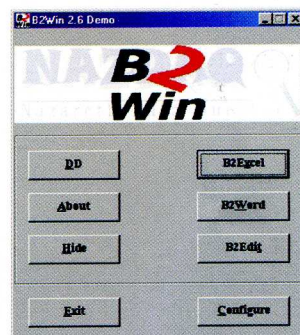 B2Win 2.6 Demo
B2
Win
DD
B2Excel
About
B2Word
Hide
B2Edit
Exit
Configure